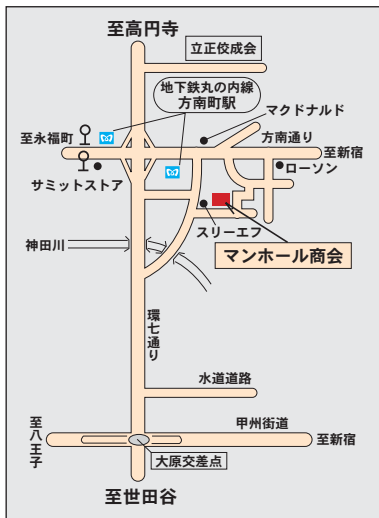 至高円寺
立正佼成会
地下鉄丸の内線
方南町駅
マクドナルド
至永福町
方南通り
至新宿
サミットストア
ローソン
スリーエフ
神田川
マンホール商会
環七通り
水道道路
至八王子
甲州街道
至新宿
大原交差点
至世田谷